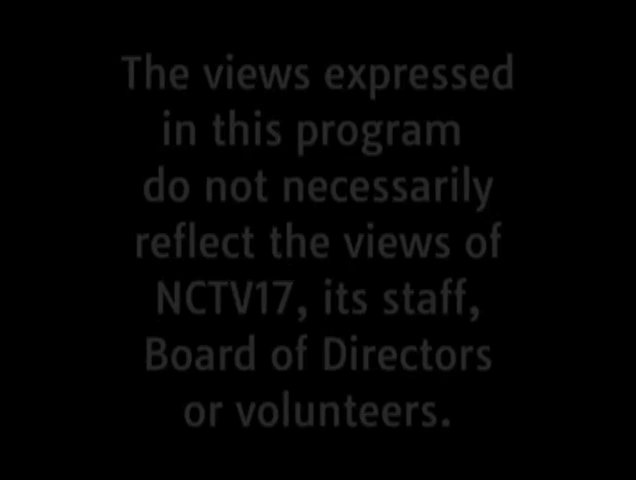 The views expressed
in this program
do not necessarily
reflect the views of
NCTV17, its staff,
Board of Directors
or volunteers.